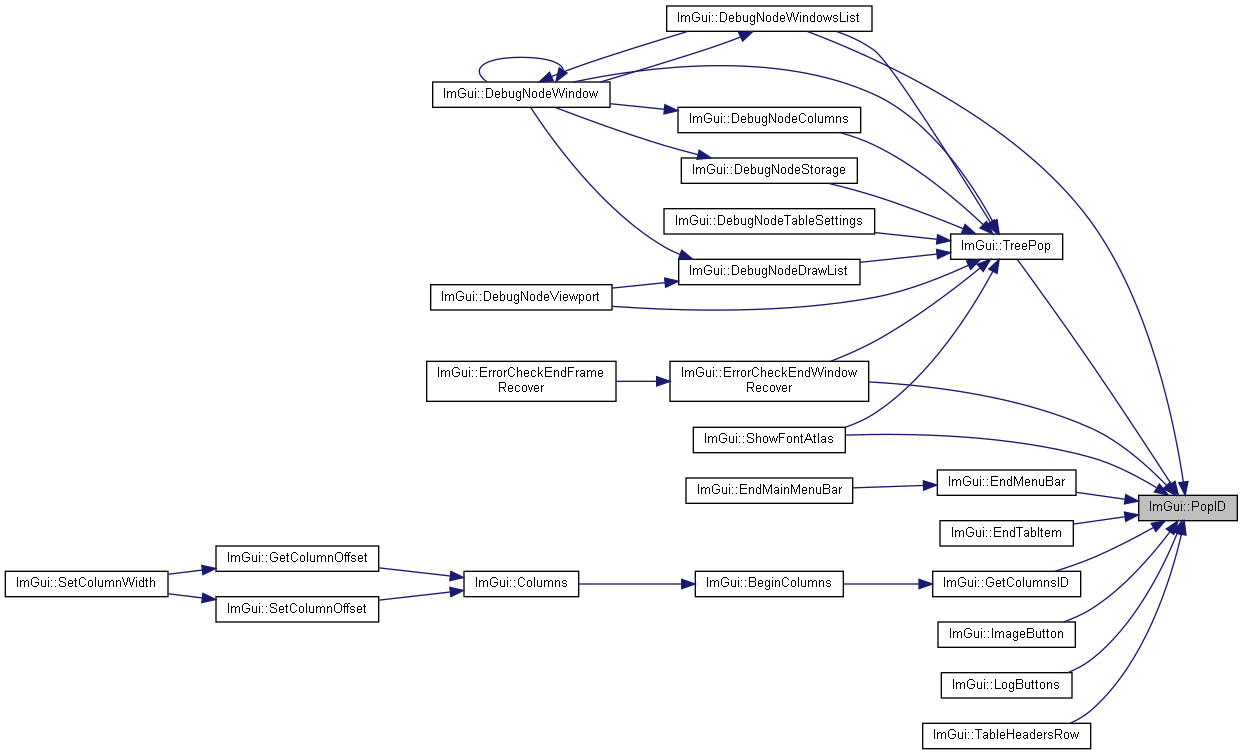 ImGui::DebugNodeWindowsList
ImGui::DebugNodeWindow
ImGui::DebugNodeColumns
ImGui::DebugNodeStorage
ImGui::DebugNodeTableSettings
ImGui::TreePop
ImGui::DebugNodeDrawList
ImGui::DebugNodeViewport
ImGui::ErrorCheckEndFrame
Recover
ImGui::ErrorCheckEndWindow
Recover
ImGui::ShowFontAtlas
ImGui::EndMainMenuBar
ImGui::EndMenuBar
ImGui::PopID
ImGui::EndTabItem
ImGui::GetColumnOffset
ImGui::SetColumnWidth
ImGui::Columns
ImGui::BeginColumns
ImGui::GetColumnsID
ImGui::SetColumnOffset
ImGui::ImageButton
ImGui::LogButtons
ImGui::TableHeadersRow